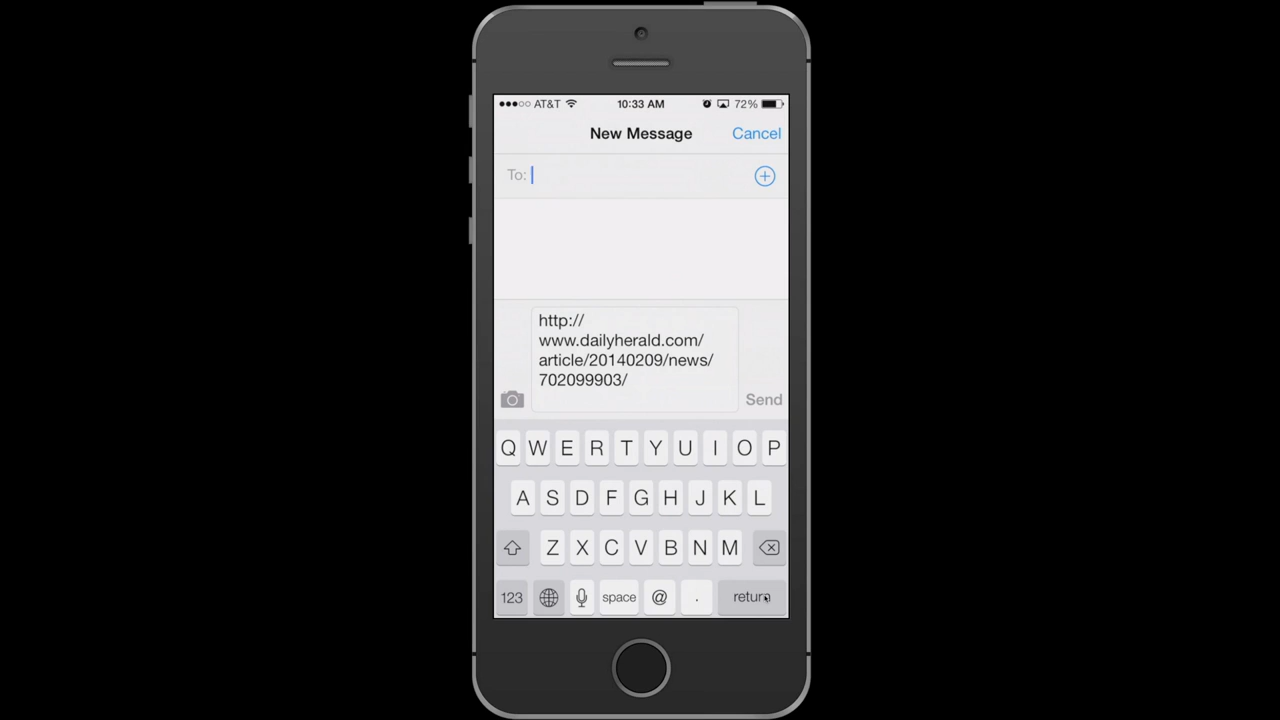 AT&T 10:33 AM 72%
New Message Cancel
To:
http://
www.dailyherald.com/
article/20140209/news/
702099903/
Send
Q W E R T Y U I O P
A S D F G H J K L
Z X C V B N M
123 space @ . return